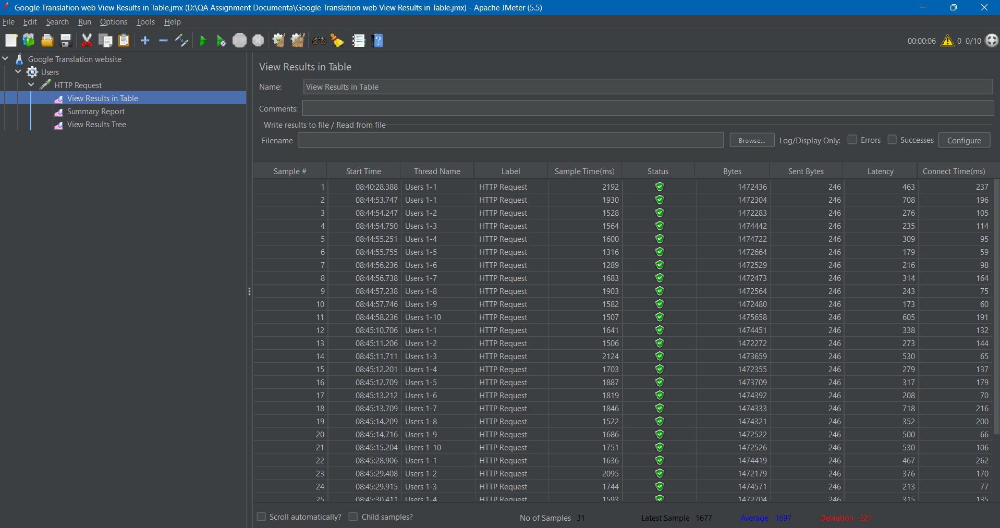 Google Translation web View Results in Table.jmx (D:\QA Assignment Documenta\Google Translation web View Results in Table.jmx) - Apache JMeter (5.5)
File Edit Search Run Options Tools Help
STOP 00:00:06 0 0/10
Google Translation website
Users
HTTP Request
View Results in Table
Summary Report
View Results Tree
View Results in Table
Name: View Results in Table
Comments:
Write results to file / Read from file
Filename Browse... Log/Display Only: Errors Successes Configure
Sample # Start Time Thread Name Label Sample Time(ms) Status Bytes Sent Bytes Latency Connect Time(ms)
1 08:40:28.388 Users 1-1 HTTP Request 2192 1472436 246 463 237
2 08:44:53.747 Users 1-1 HTTP Request 1930 1472304 246 708 196
3 08:44:54.247 Users 1-2 HTTP Request 1528 1472283 246 276 105
4 08:44:54.750 Users 1-3 HTTP Request 1564 1474442 246 235 114
5 08:44:55.251 Users 1-4 HTTP Request 1600 1474722 246 309 95
6 08:44:55.755 Users 1-5 HTTP Request 1316 1472664 246 179 59
7 08:44:56.236 Users 1-6 HTTP Request 1289 1472529 246 216 98
8 08:44:56.738 Users 1-7 HTTP Request 1683 1472473 246 314 164
9 08:44:57.238 Users 1-8 HTTP Request 1903 1472564 246 243 75
10 08:44:57.746 Users 1-9 HTTP Request 1582 1472480 246 173 60
11 08:44:58.236 Users 1-10 HTTP Request 1507 1475658 246 605 191
12 08:45:10.706 Users 1-1 HTTP Request 1641 1474451 246 338 132
13 08:45:11.206 Users 1-2 HTTP Request 1506 1472272 246 273 144
14 08:45:11.711 Users 1-3 HTTP Request 2124 1473659 246 530 65
15 08:45:12.201 Users 1-4 HTTP Request 1703 1472355 246 279 137
16 08:45:12.709 Users 1-5 HTTP Request 1887 1473709 246 317 179
17 08:45:13.212 Users 1-6 HTTP Request 1819 1474392 246 208 70
18 08:45:13.709 Users 1-7 HTTP Request 1846 1474333 246 718 216
19 08:45:14.209 Users 1-8 HTTP Request 1522 1474321 246 352 200
20 08:45:14.716 Users 1-9 HTTP Request 1686 1472522 246 500 66
21 08:45:15.204 Users 1-10 HTTP Request 1751 1472526 246 530 106
22 08:45:28.906 Users 1-1 HTTP Request 1636 1474419 246 467 262
23 08:45:29.408 Users 1-2 HTTP Request 2095 1472179 246 376 170
24 08:45:29.915 Users 1-3 HTTP Request 1744 1474571 246 213 77
25 08:45:30.411 Users 1-4 HTTP Request 1593 1472704 246 315 135
Scroll automatically? Child samples? No of Samples 31 Latest Sample 1677 Average 1697 Deviation 221